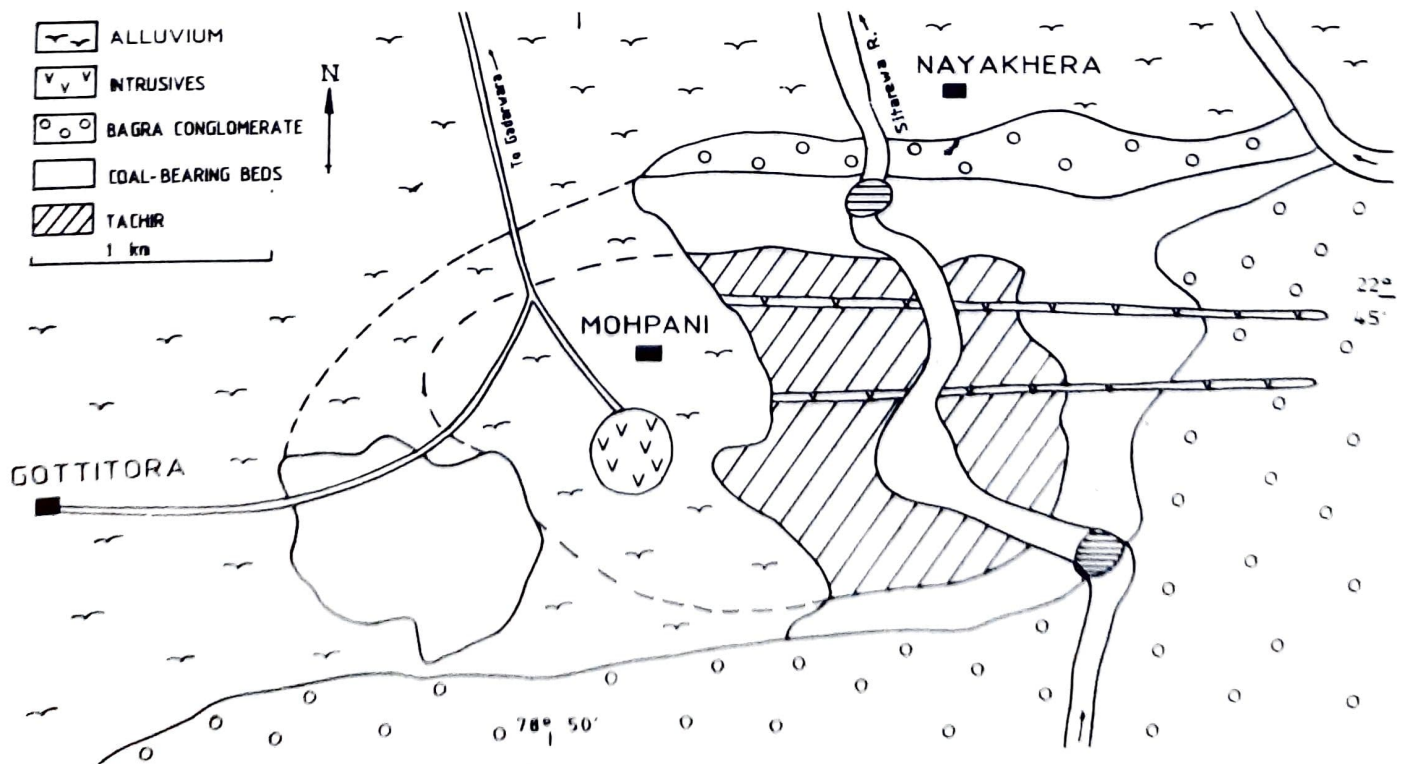 ALLUVIUM
INTRUSIVES
BAGRA CONGLOMERATE
COAL-BEARING BEDS
TALCHIR
1 km
N
To Gadarwara
Sitarewa R.
NAYAKHERA
MOHPANI
GOTTITORA
22°
45'
78° 50'